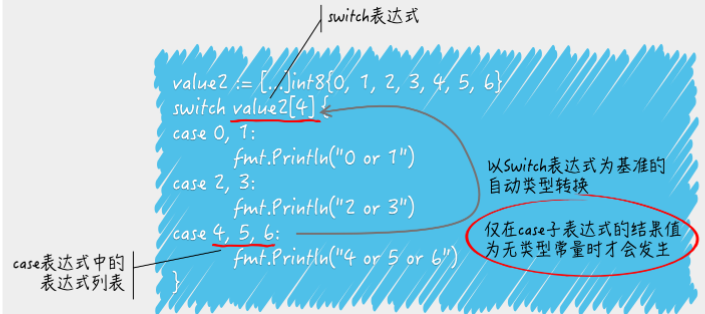 switch表达式
value2 := [...]int8{0, 1, 2, 3, 4, 5, 6}
switch value2[4] {
case 0, 1:
fmt.Println("0 or 1")
case 2, 3:
fmt.Println("2 or 3")
case 4, 5, 6:
fmt.Println("4 or 5 or 6")
}
以Switch表达式为基准的
自动类型转换
仅在case子表达式的结果值
为无类型常量时才会发生
case表达式中的
表达式列表